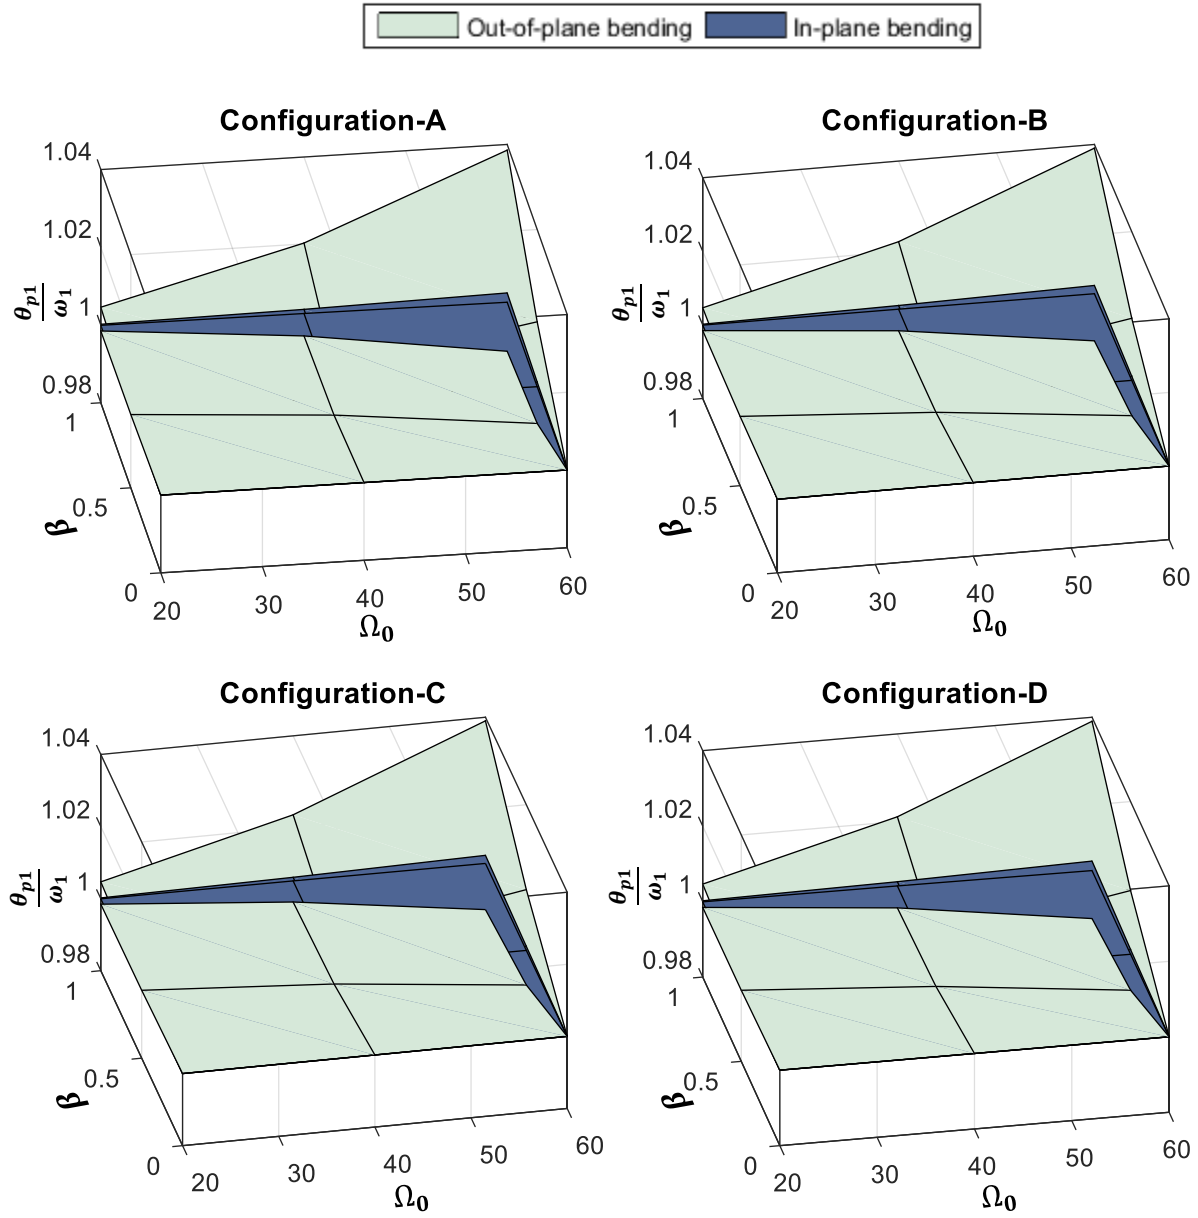 Out-of-plane bending In-plane bending
Configuration-A
Configuration-B
1.04
1.02
θp1/ω1
1
0.98
1
0.5
β
0
20
30
40
50
60
Ω0
1.04
1.02
θp1/ω1
1
0.98
1
0.5
β
0
20
30
40
50
60
Ω0
Configuration-C
Configuration-D
1.04
1.02
θp1/ω1
1
0.98
1
0.5
β
0
20
30
40
50
60
Ω0
1.04
1.02
θp1/ω1
1
0.98
1
0.5
β
0
20
30
40
50
60
Ω0